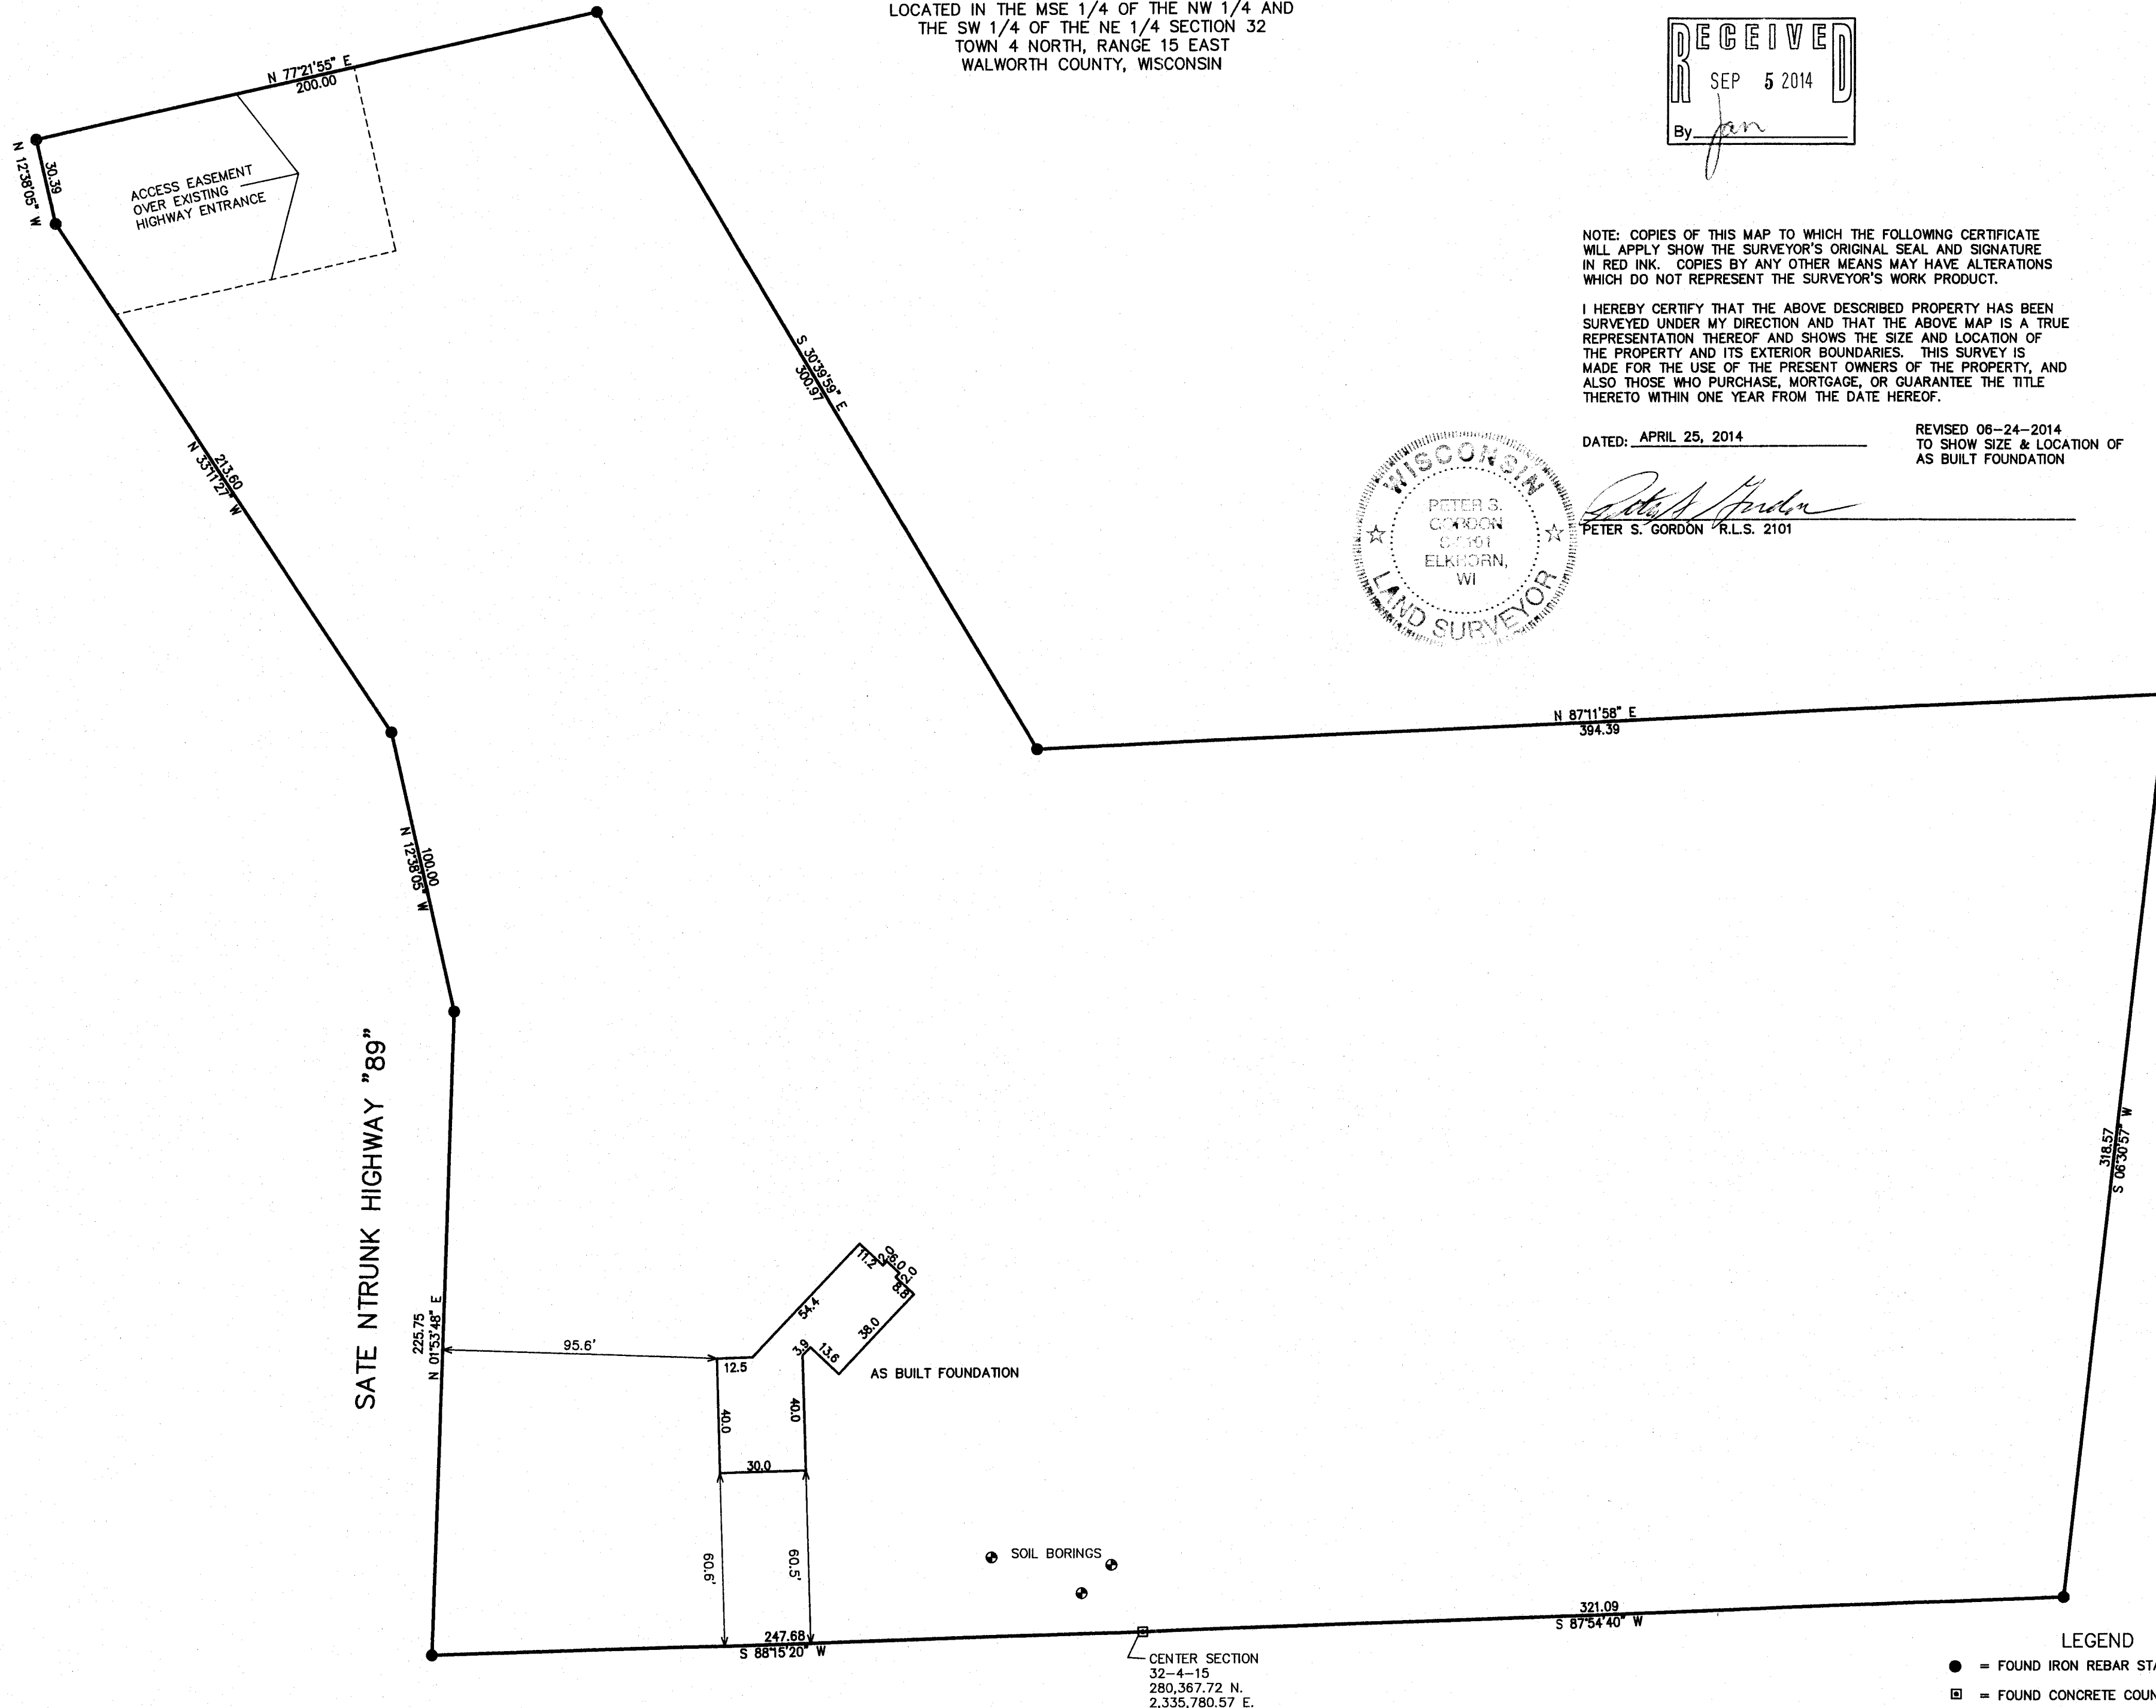 LOCATED IN THE MSE 1/4 OF THE NW 1/4 AND
THE SW 1/4 OF THE NE 1/4 SECTION 32
TOWN 4 NORTH, RANGE 15 EAST
WALWORTH COUNTY, WISCONSIN
RECEIVED
SEP 5 2014
By Jan
N 77°21'55" E
200.00
N 12°38'05" W
30.39
ACCESS EASEMENT
OVER EXISTING
HIGHWAY ENTRANCE
NOTE: COPIES OF THIS MAP TO WHICH THE FOLLOWING CERTIFICATE
WILL APPLY SHOW THE SURVEYOR'S ORIGINAL SEAL AND SIGNATURE
IN RED INK. COPIES BY ANY OTHER MEANS MAY HAVE ALTERATIONS
WHICH DO NOT REPRESENT THE SURVEYOR'S WORK PRODUCT.
I HEREBY CERTIFY THAT THE ABOVE DESCRIBED PROPERTY HAS BEEN
SURVEYED UNDER MY DIRECTION AND THAT THE ABOVE MAP IS A TRUE
REPRESENTATION THEREOF AND SHOWS THE SIZE AND LOCATION OF
THE PROPERTY AND ITS EXTERIOR BOUNDARIES. THIS SURVEY IS
MADE FOR THE USE OF THE PRESENT OWNERS OF THE PROPERTY, AND
ALSO THOSE WHO PURCHASE, MORTGAGE, OR GUARANTEE THE TITLE
THERETO WITHIN ONE YEAR FROM THE DATE HEREOF.
DATED: APRIL 25, 2014
REVISED 06-24-2014
TO SHOW SIZE & LOCATION OF
AS BUILT FOUNDATION
Peter S. Gordon
PETER S. GORDON R.L.S. 2101
WISCONSIN
PETER S.
GORDON
S-2101
ELKHORN,
WI
LAND SURVEYOR
S 30°39'59" E
300.97
213.60
N 33°11'27" W
N 87°11'58" E
394.39
100.00
N 12°38'05" W
SATE NTRUNK HIGHWAY "89"
225.75
N 01°53'48" E
318.57
S 06°30'57" W
95.6'
12.5
54.4
11.2
2.0
6.0
2.0
8.8
38.0
13.6
3.9
40.0
40.0
30.0
AS BUILT FOUNDATION
60.6'
60.5'
SOIL BORINGS
247.68
S 88°15'20" W
321.09
S 87°54'40" W
CENTER SECTION
32-4-15
280,367.72 N.
2,335,780.57 E.
LEGEND
= FOUND IRON REBAR STA
= FOUND CONCRETE COUN